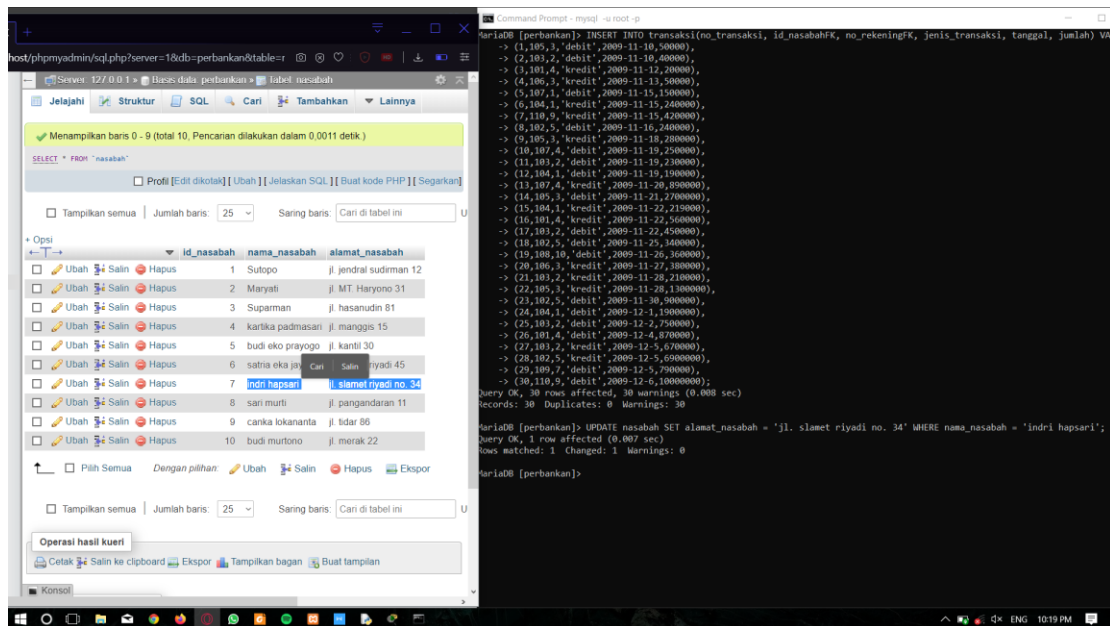 host/phpmyadmin/sql.php?server=1&db=perbankan&table=r
Server: 127.0.0.1 » Basis data: perbankan » Tabel: nasabah
Jelajahi Struktur SQL Cari Tambahkan Lainnya
Menampilkan baris 0 - 9 (total 10, Pencarian dilakukan dalam 0,0011 detik.)
SELECT * FROM `nasabah`
Profil [Edit dikotak] [ Ubah ] [ Jelaskan SQL ] [ Buat kode PHP ] [ Segarkan]
Tampilkan semua Jumlah baris: 25 Saring baris: Cari di tabel ini U
+ Opsi
←T→ id_nasabah nama_nasabah alamat_nasabah
Ubah Salin Hapus 1 Sutopo jl. jendral sudirman 12
Ubah Salin Hapus 2 Maryati jl. MT. Haryono 31
Ubah Salin Hapus 3 Suparman jl. hasanudin 81
Ubah Salin Hapus 4 kartika padmasari jl. manggis 15
Ubah Salin Hapus 5 budi eko prayogo jl. kantil 30
Ubah Salin Hapus 6 satria eka jay Cari Salin riyadi 45
Ubah Salin Hapus 7 indri hapsari jl. slamet riyadi no. 34
Ubah Salin Hapus 8 sari murti jl. pangandaran 11
Ubah Salin Hapus 9 canka lokananta jl. tidar 86
Ubah Salin Hapus 10 budi murtono jl. merak 22
Pilih Semua Dengan pilihan: Ubah Salin Hapus Ekspor
Tampilkan semua Jumlah baris: 25 Saring baris: Cari di tabel ini U
Operasi hasil kueri
Cetak Salin ke clipboard Ekspor Tampilkan bagan Buat tampilan
Konsol
Command Prompt - mysql -u root -p
MariaDB [perbankan]> INSERT INTO transaksi(no_transaksi, id_nasabahFK, no_rekeningFK, jenis_transaksi, tanggal, jumlah) VA
-> (1,105,3,'debit',2009-11-10,50000),
-> (2,103,2,'debit',2009-11-10,40000),
-> (3,101,4,'kredit',2009-11-12,20000),
-> (4,106,3,'kredit',2009-11-13,50000),
-> (5,107,1,'debit',2009-11-15,150000),
-> (6,104,1,'kredit',2009-11-15,240000),
-> (7,110,9,'kredit',2009-11-15,420000),
-> (8,102,5,'debit',2009-11-16,240000),
-> (9,105,3,'kredit',2009-11-18,280000),
-> (10,107,4,'kredit',2009-11-19,250000),
-> (11,103,2,'kredit',2009-11-19,230000),
-> (12,104,1,'debit',2009-11-19,190000),
-> (13,107,4,'kredit',2009-11-20,890000),
-> (14,105,3,'debit',2009-11-21,2700000),
-> (15,104,1,'kredit',2009-11-22,219000),
-> (16,101,4,'kredit',2009-11-22,560000),
-> (17,103,2,'kredit',2009-11-22,450000),
-> (18,102,5,'debit',2009-11-25,340000),
-> (19,108,10,'debit',2009-11-26,360000),
-> (20,106,3,'kredit',2009-11-27,380000),
-> (21,103,2,'kredit',2009-11-28,210000),
-> (22,105,3,'kredit',2009-11-28,1300000),
-> (23,102,5,'debit',2009-11-30,900000),
-> (24,104,1,'debit',2009-12-1,1900000),
-> (25,103,2,'debit',2009-12-2,750000),
-> (26,101,4,'debit',2009-12-4,870000),
-> (27,103,2,'kredit',2009-12-5,670000),
-> (28,102,5,'kredit',2009-12-5,6900000),
-> (29,109,7,'debit',2009-12-5,790000),
-> (30,110,9,'debit',2009-12-6,10000000);
Query OK, 30 rows affected, 30 warnings (0.008 sec)
Records: 30 Duplicates: 0 Warnings: 30
MariaDB [perbankan]> UPDATE nasabah SET alamat_nasabah = 'jl. slamet riyadi no. 34' WHERE nama_nasabah = 'indri hapsari';
Query OK, 1 row affected (0.007 sec)
Rows matched: 1 Changed: 1 Warnings: 0
MariaDB [perbankan]>
ENG 10:19 PM